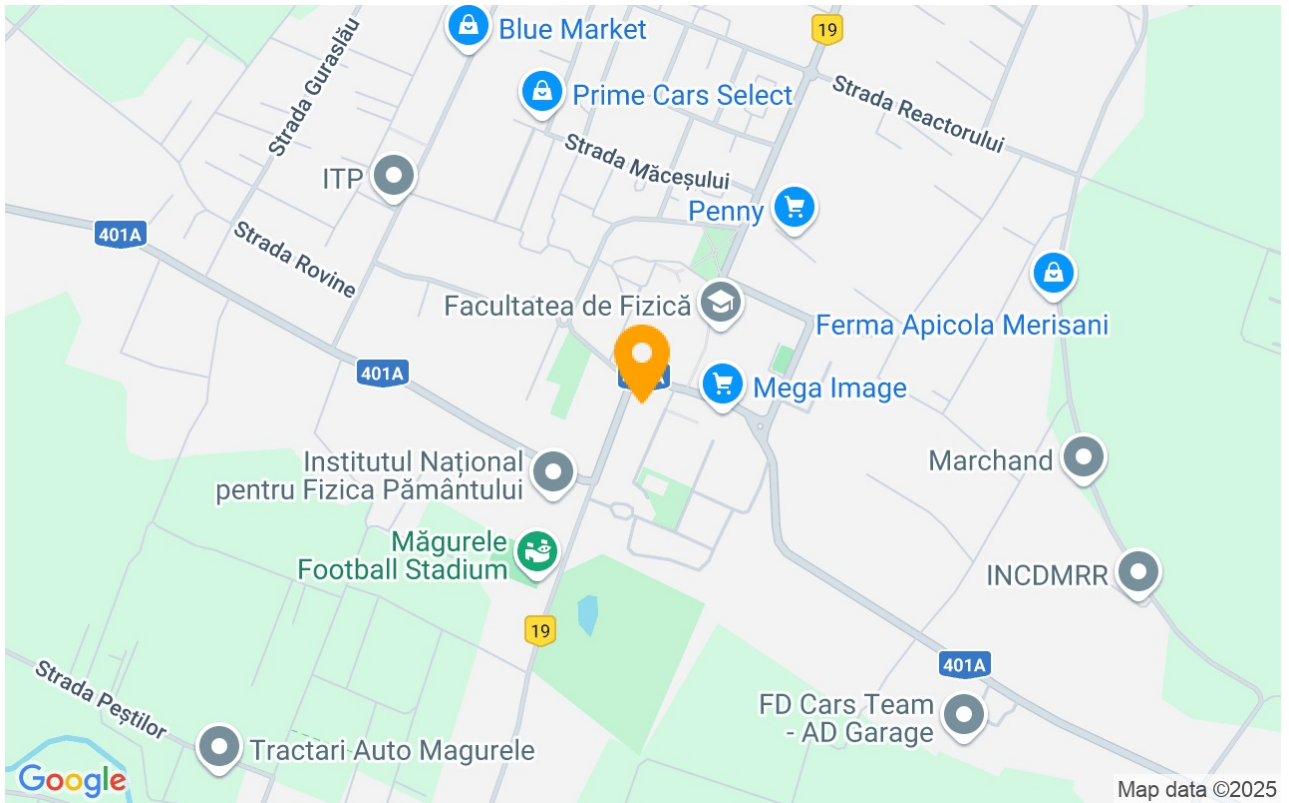 Blue Market
19
Strada Guraslău
Prime Cars Select
Strada Reactorului
Strada Măceșului
ITP
Penny
401A
Strada Rovine
Facultatea de Fizică
Ferma Apicola Merisani
401A
Mega Image
Institutul Național
pentru Fizica Pământului
Marchand
Măgurele
Football Stadium
INCDMRR
19
401A
Strada Peștilor
FD Cars Team
- AD Garage
Tractari Auto Magurele
Google
Map data ©2025